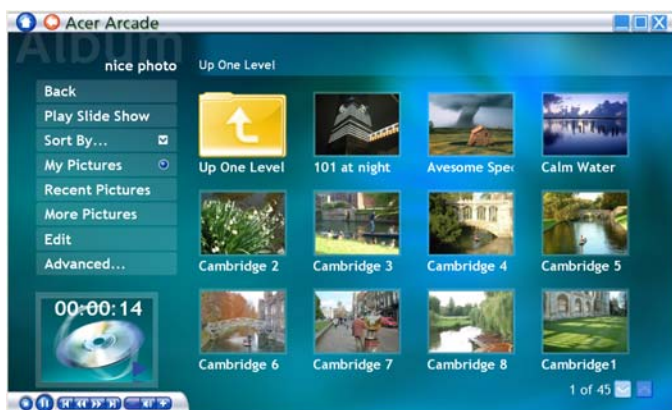 Acer Arcade
Album
nice photo
Up One Level
Back
Play Slide Show
Sort By...
My Pictures
Recent Pictures
More Pictures
Edit
Advanced...
00:00:14
Up One Level
101 at night
Avesome Spec
Calm Water
Cambridge 2
Cambridge 3
Cambridge 4
Cambridge 5
Cambridge 6
Cambridge 7
Cambridge 8
Cambridge1
1 of 45